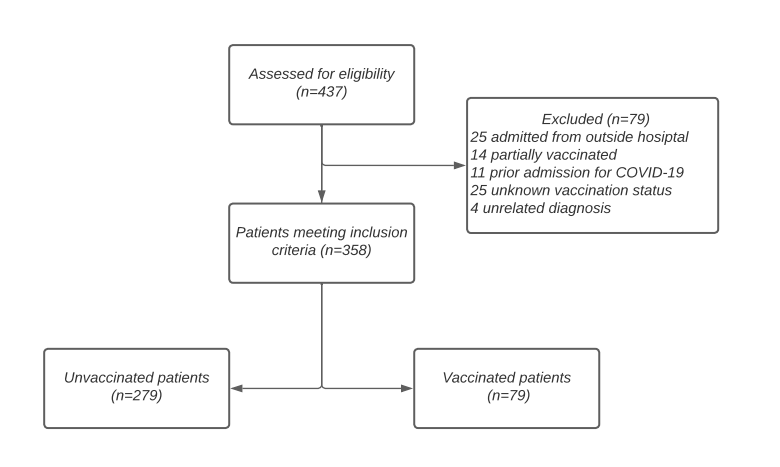 Assessed for eligibility
(n=437)
Excluded (n=79)
25 admitted from outside hosiptal
14 partially vaccinated
11 prior admission for COVID-19
25 unknown vaccination status
4 unrelated diagnosis
Patients meeting inclusion
criteria (n=358)
Unvaccinated patients
(n=279)
Vaccinated patients
(n=79)